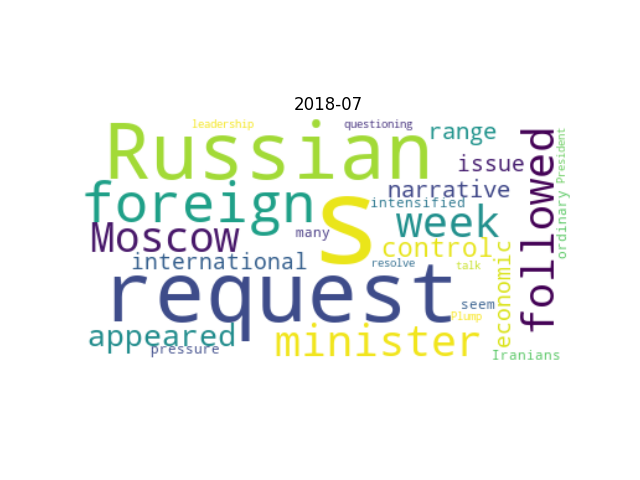 2018-07
leadership
questioning
Russian
range
issue
foreign
s
narrative
intensified
week
Moscow
many
control
international
resolve
talk
request
seem
Plump
appeared
minister
pressure
Iranians
economic
followed
ordinary
President